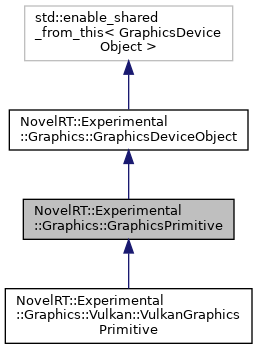 std::enable_shared
_from_this< GraphicsDevice
Object >
NovelRT::Experimental
::Graphics::GraphicsDeviceObject
NovelRT::Experimental
::Graphics::GraphicsPrimitive
NovelRT::Experimental
::Graphics::Vulkan::VulkanGraphics
Primitive